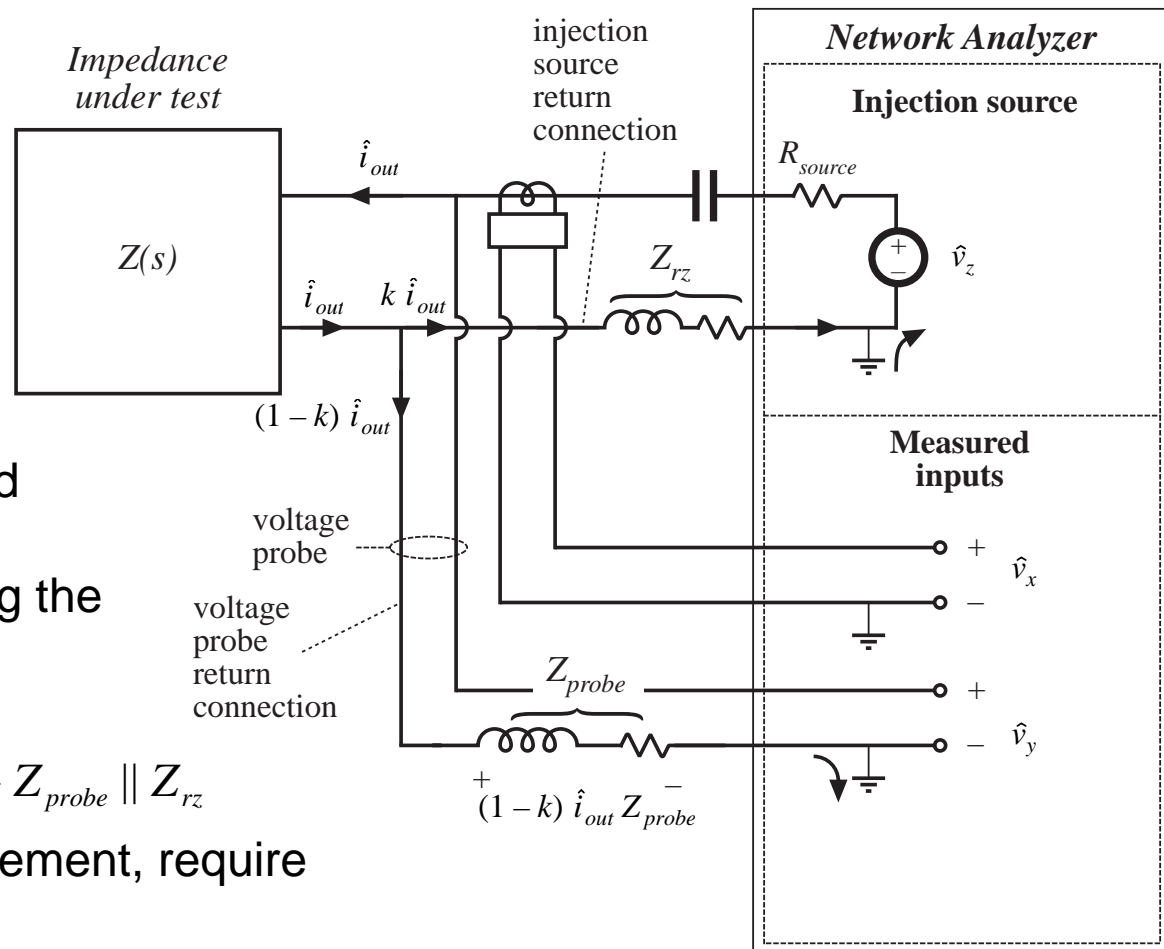 Impedance
under test
injection
source
return
connection
Network Analyzer
Injection source
R_source
î_out
Z(s)
Z_rz
+
–
v̂_z
î_out
k î_out
(1 – k) î_out
Measured
inputs
d
voltage
probe
+
v̂_x
–
g the
voltage
probe
return
connection
Z_probe
+
v̂_y
–
+
–
(1 – k) î_out Z_probe
Z_probe || Z_rz
ement, require